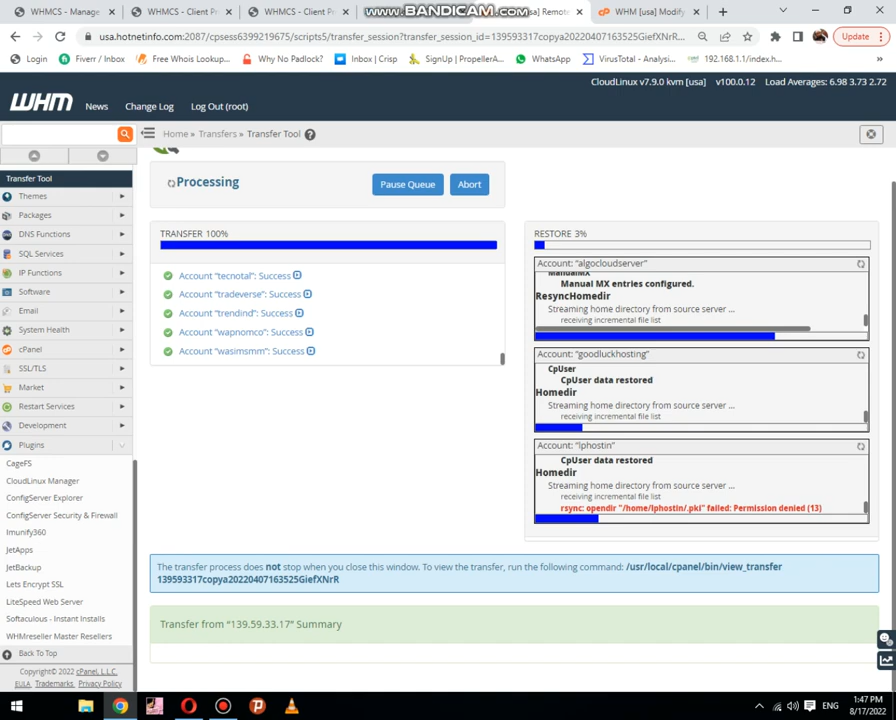 WHMCS - Manage
WHMCS - Client Pr
WHMCS - Client Pr
www.BANDICAM.com
Remote
WHM [usa] Modify
usa.hotnetinfo.com:2087/cpsess6399219675/scripts5/transfer_session?transfer_session_id=139593317copya20220407163525GiefXNrR...
Update
Login
Fiverr / Inbox
Free Whois Lookup...
Why No Padlock?
Inbox | Crisp
SignUp | PropellerA...
WhatsApp
VirusTotal - Analysi...
192.168.1.1/index.ht
CloudLinux v7.9.0 kvm [usa]
v100.0.12
Load Averages: 6.98 3.73 2.72
WHM
News
Change Log
Log Out (root)
Home » Transfers » Transfer Tool
Transfer Tool
Themes
Packages
DNS Functions
SQL Services
IP Functions
Software
Email
System Health
cPanel
SSL/TLS
Market
Restart Services
Development
Plugins
CageFS
CloudLinux Manager
ConfigServer Explorer
ConfigServer Security & Firewall
Imunify360
JetApps
JetBackup
Lets Encrypt SSL
LiteSpeed Web Server
Softaculous - Instant Installs
WHMreseller Master Resellers
Back To Top
Copyright© 2022 cPanel, L.L.C.
EULA Trademarks Privacy Policy
Processing
Pause Queue
Abort
TRANSFER 100%
Account “tecnotal”: Success
Account “tradeverse”: Success
Account “trendind”: Success
Account “wapnomco”: Success
Account “wasimsmm”: Success
RESTORE 3%
Account: “algocloudserver”
ManualMX
Manual MX entries configured.
ResyncHomedir
Streaming home directory from source server ...
receiving incremental file list
Account: “goodluckhosting”
CpUser
CpUser data restored
Homedir
Streaming home directory from source server ...
receiving incremental file list
Account: “lphostin”
CpUser data restored
Homedir
Streaming home directory from source server ...
receiving incremental file list
rsync: opendir "/home/lphostin/.pki" failed: Permission denied (13)
The transfer process does not stop when you close this window. To view the transfer, run the following command: /usr/local/cpanel/bin/view_transfer
139593317copya20220407163525GiefXNrR
Transfer from “139.59.33.17” Summary
ENG
1:47 PM
8/17/2022